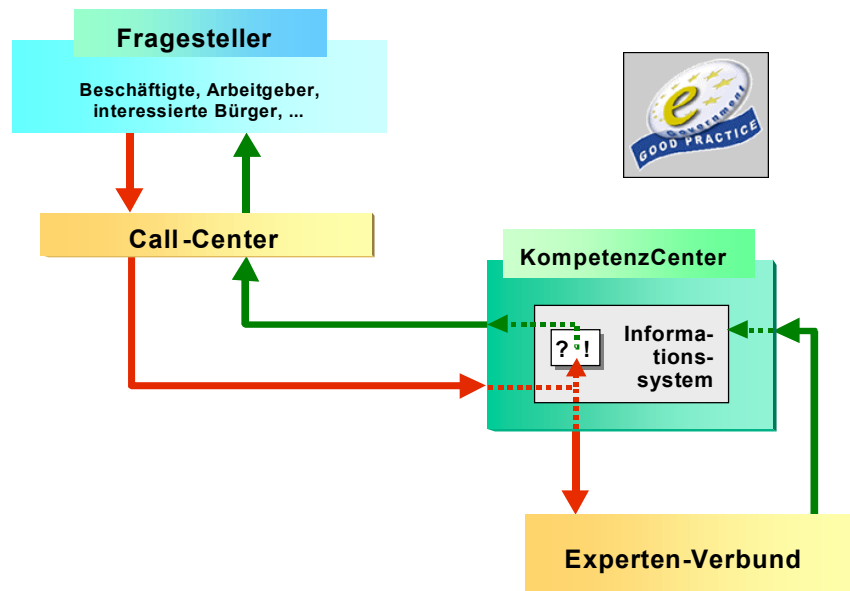 Fragesteller
Beschäftigte, Arbeitgeber,
interessierte Bürger, ...
e
Government
GOOD PRACTICE
Call-Center
KompetenzCenter
? !
Informa-
tions-
system
Experten-Verbund